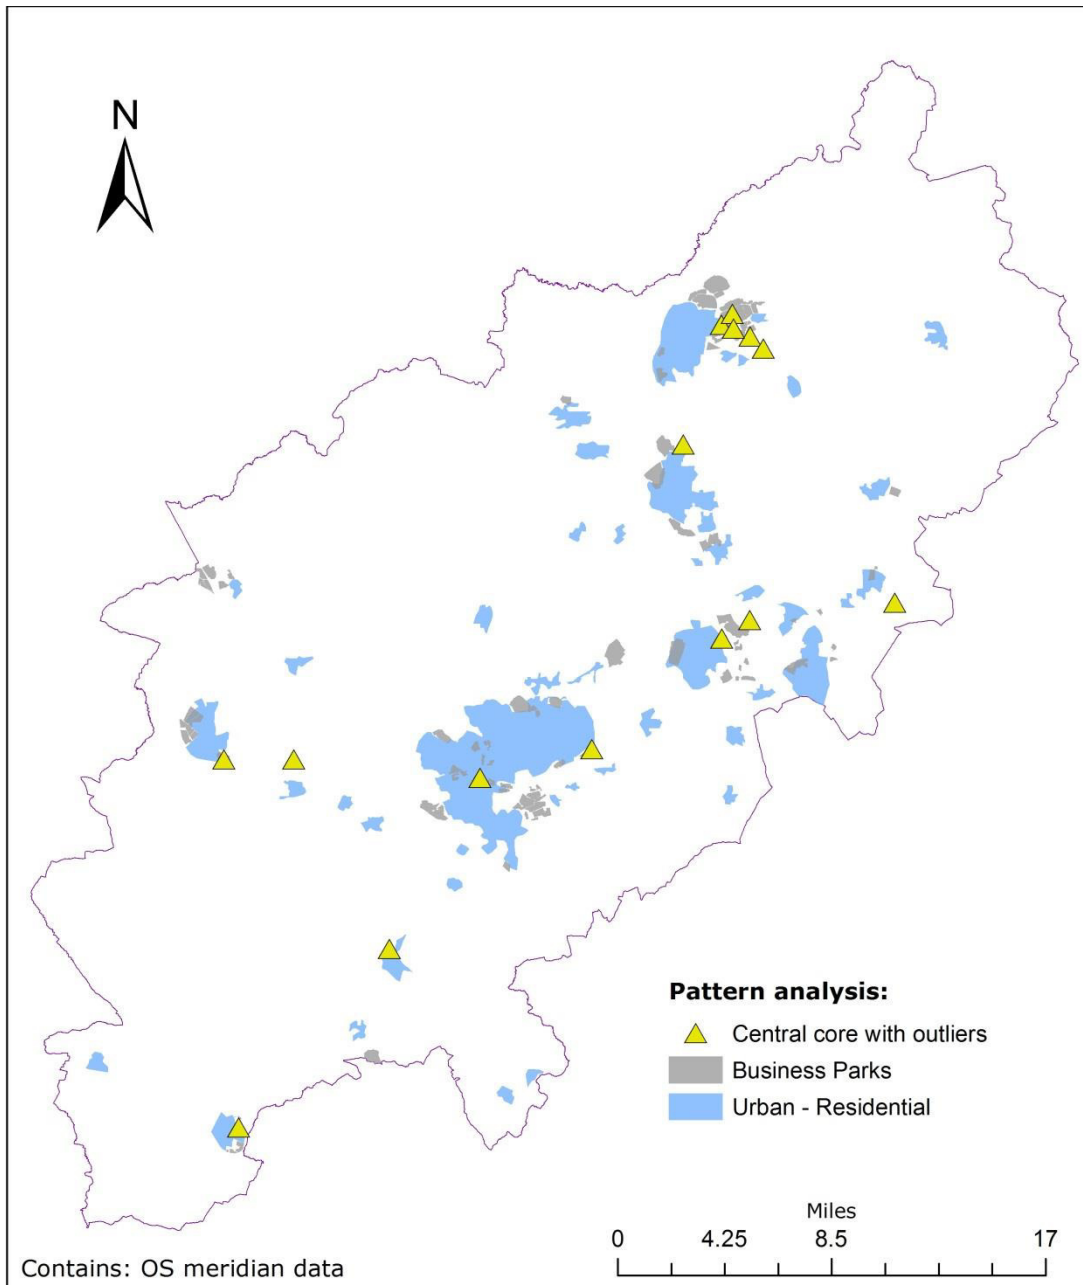 N
Pattern analysis:
Central core with outliers
Business Parks
Urban - Residential
Miles
0 4.25 8.5 17
Contains: OS meridian data